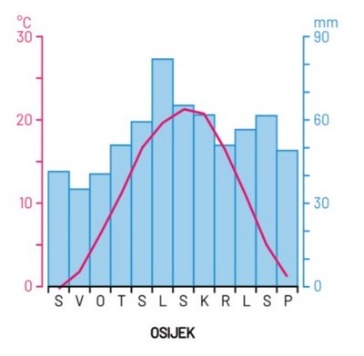 °C mm
30 90
20 60
10 30
0 0
S V O T S L S K R L S P
OSIJEK